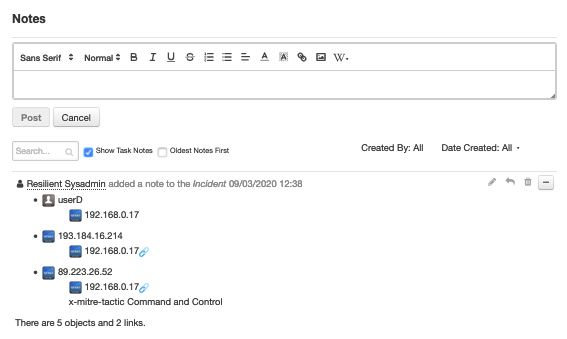 Notes
Sans Serif Normal B I U S A A W
Post Cancel
Search... Show Task Notes Oldest Notes First Created By: All Date Created: All
Resilient Sysadmin added a note to the Incident 09/03/2020 12:38
userD
192.168.0.17
193.184.16.214
192.168.0.17
89.223.26.52
192.168.0.17
x-mitre-tactic Command and Control
There are 5 objects and 2 links.